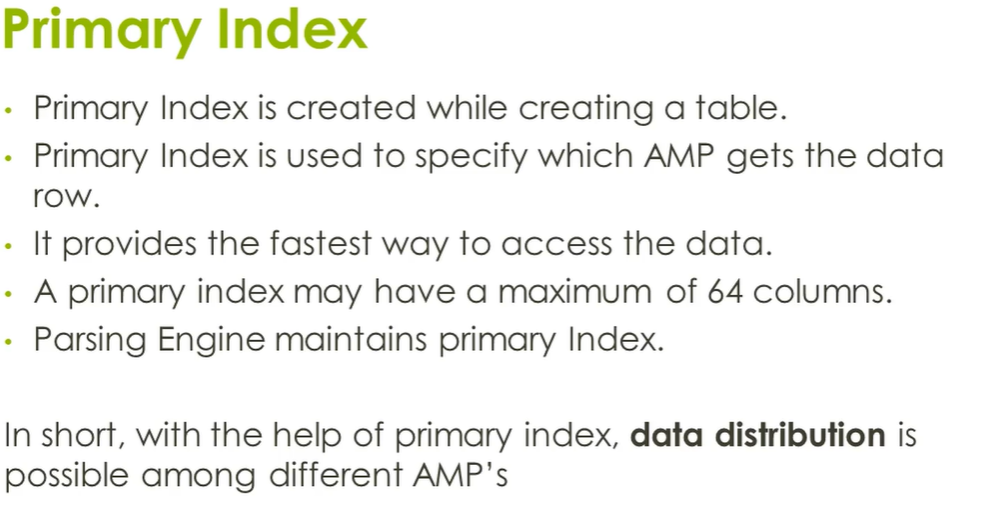 Primary Index
• Primary Index is created while creating a table.
• Primary Index is used to specify which AMP gets the data
row.
• It provides the fastest way to access the data.
• A primary index may have a maximum of 64 columns.
• Parsing Engine maintains primary Index.
In short, with the help of primary index, data distribution is
possible among different AMP's